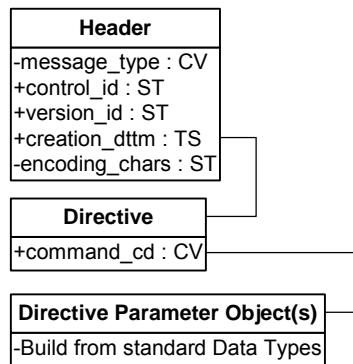 Header
-message_type : CV
+control_id : ST
+version_id : ST
+creation_dttm : TS
-encoding_chars : ST
Directive
+command_cd : CV
Directive Parameter Object(s)
-Build from standard Data Types